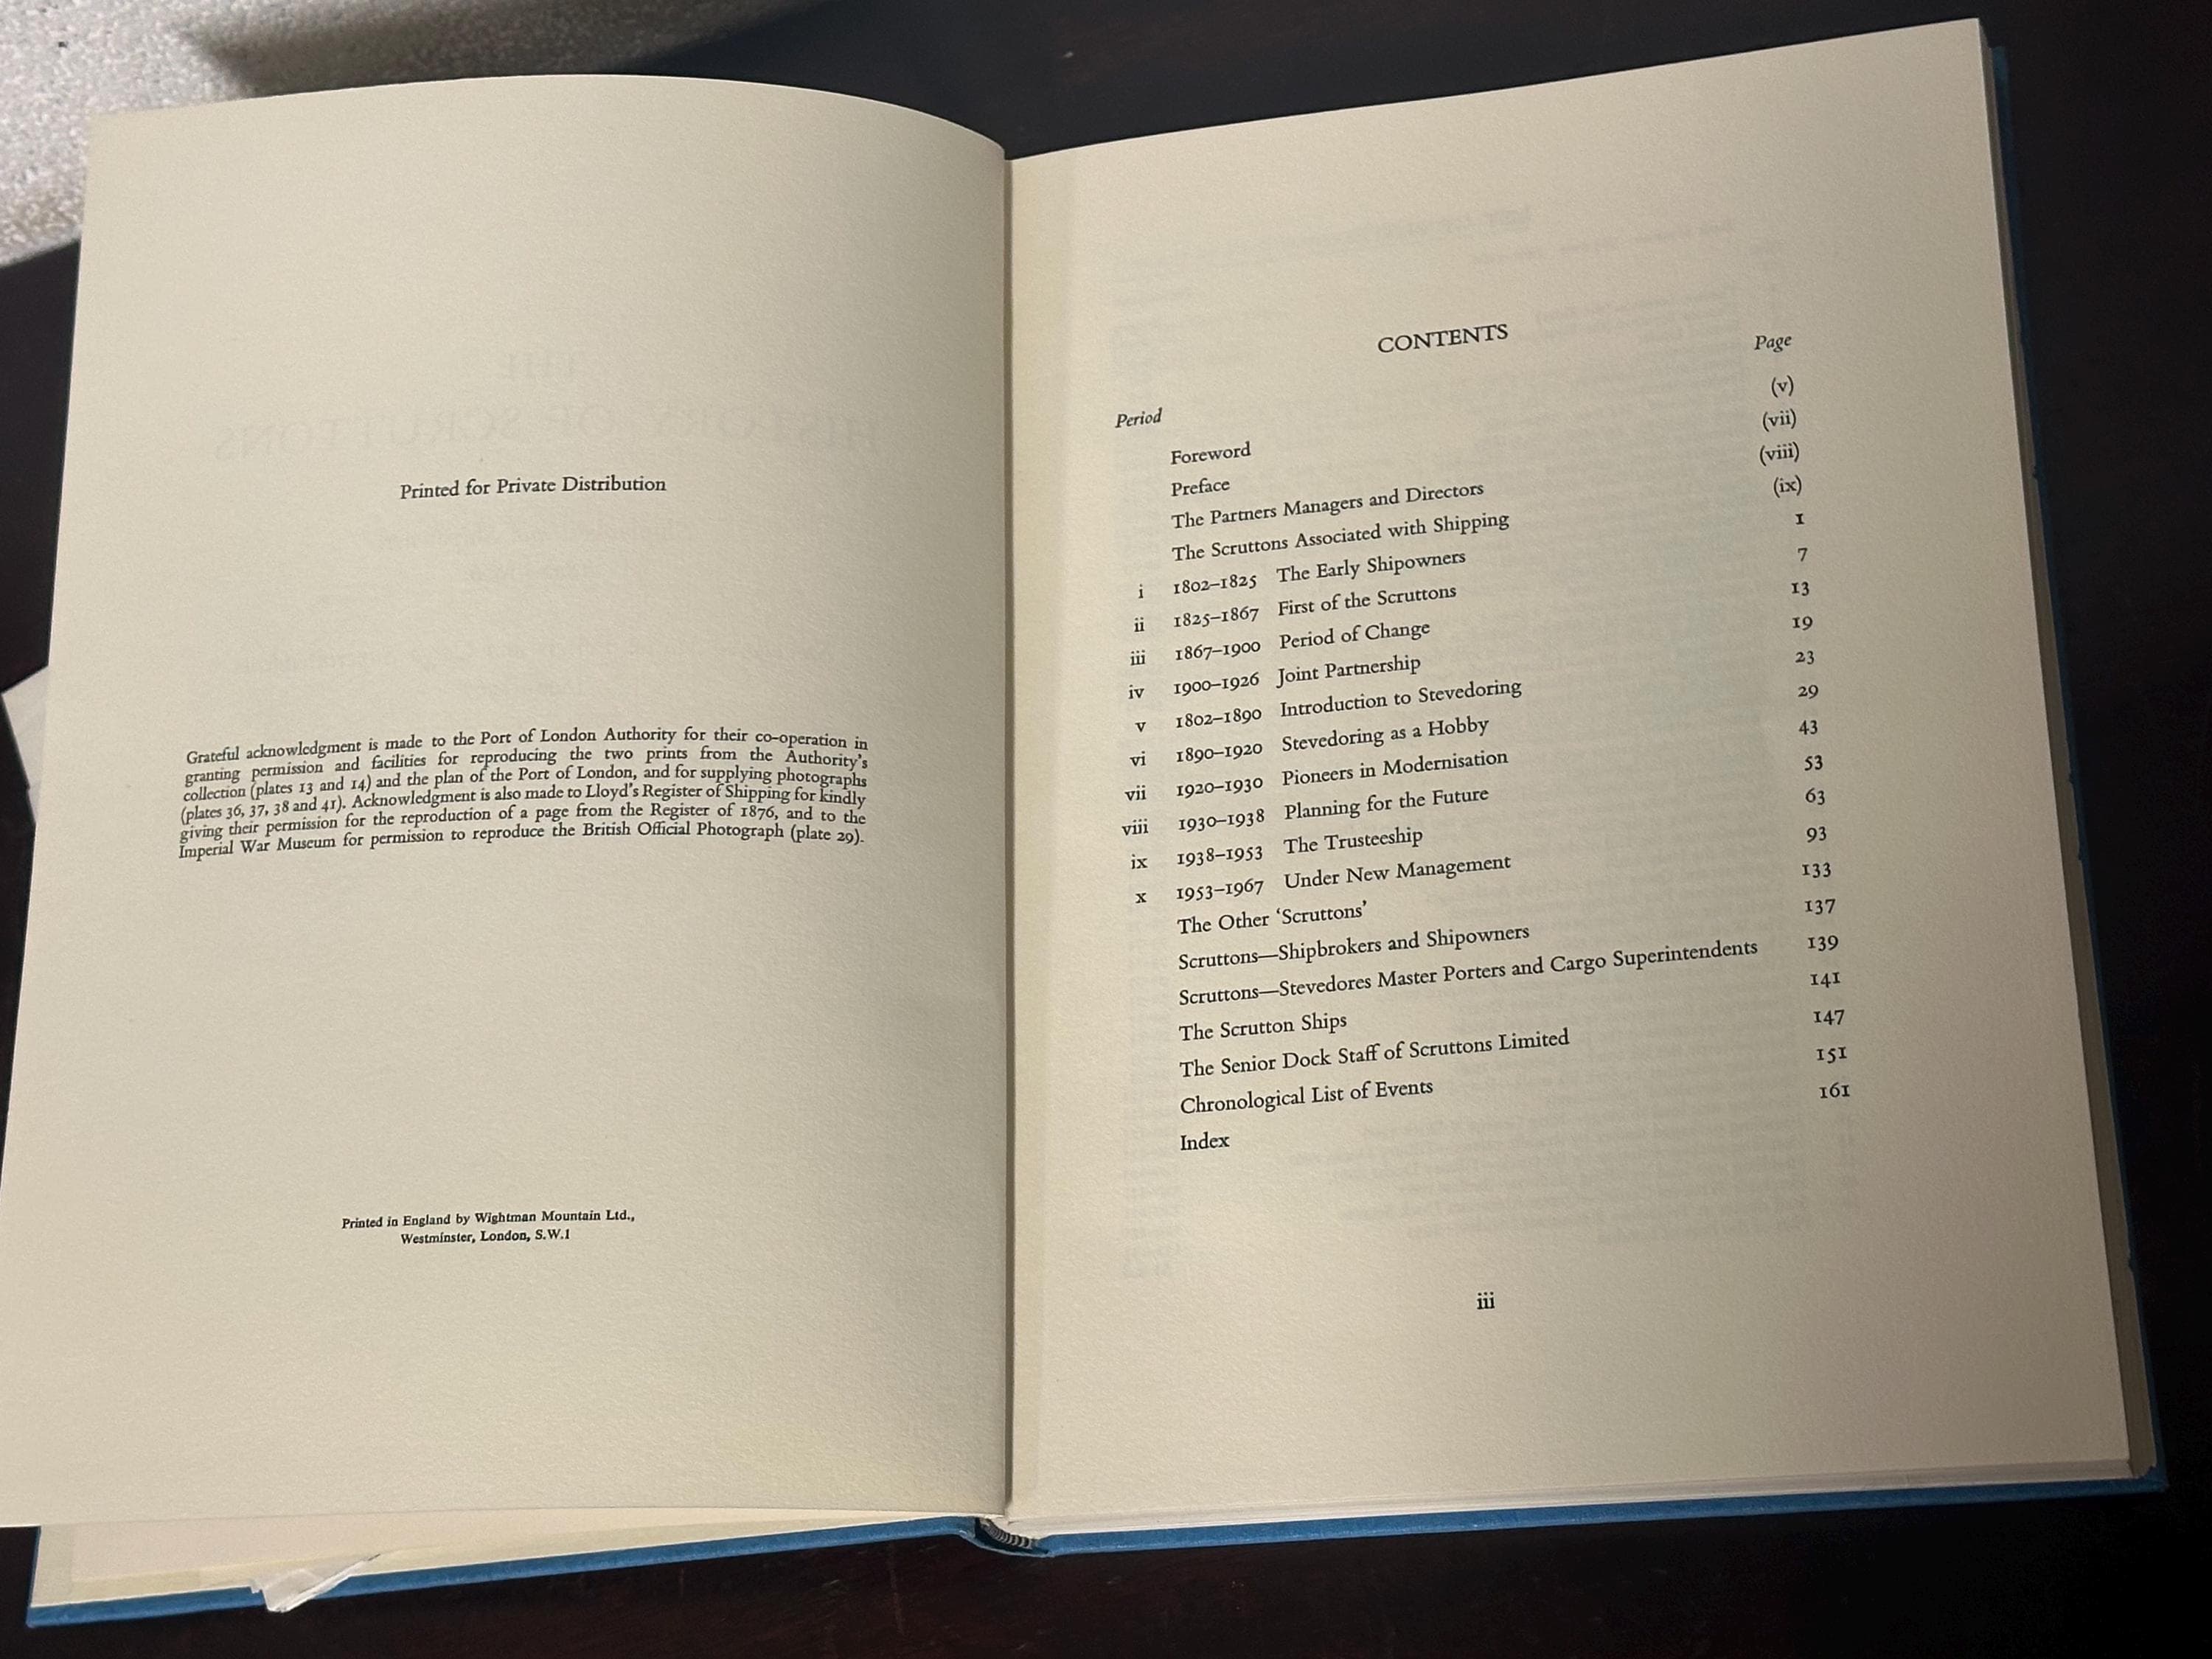 Printed for Private Distribution
Grateful acknowledgment is made to the Port of London Authority for their co-operation in
granting permission and facilities for reproducing the two prints from the Authority's
collection (plates 13 and 14) and the plan of the Port of London, and for supplying photographs
(plates 36, 37, 38 and 41). Acknowledgment is also made to Lloyd's Register of Shipping for kindly
giving their permission for the reproduction of a page from the Register of 1876, and to the
Imperial War Museum for permission to reproduce the British Official Photograph (plate 29).
Printed in England by Wightman Mountain Ltd.,
Westminster, London, S.W.1
CONTENTS
Period Page
Foreword (v)
Preface (vii)
The Partners Managers and Directors (viii)
The Scruttons Associated with Shipping (ix)
i 1802–1825 The Early Shipowners 1
ii 1825–1867 First of the Scruttons 7
iii 1867–1900 Period of Change 13
iv 1900–1926 Joint Partnership 19
v 1802–1890 Introduction to Stevedoring 23
vi 1890–1920 Stevedoring as a Hobby 29
vii 1920–1930 Pioneers in Modernisation 43
viii 1930–1938 Planning for the Future 53
ix 1938–1953 The Trusteeship 63
x 1953–1967 Under New Management 93
The Other ‘Scruttons’ 133
Scruttons—Shipbrokers and Shipowners 137
Scruttons—Stevedores Master Porters and Cargo Superintendents 139
The Scrutton Ships 141
The Senior Dock Staff of Scruttons Limited 147
Chronological List of Events 151
Index 161
iii